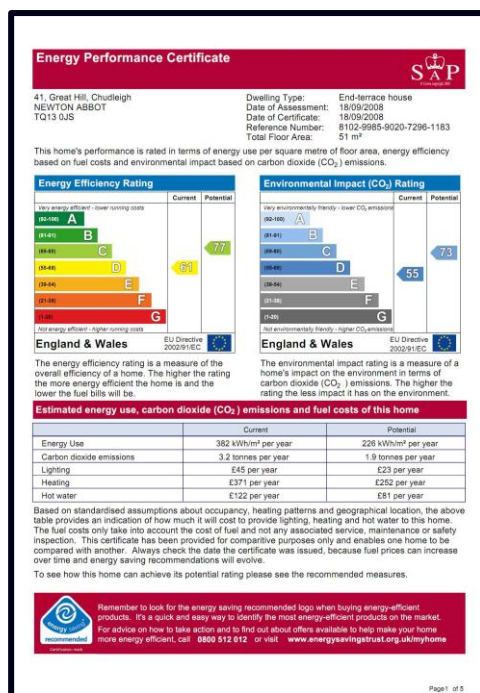 Energy Performance Certificate
SAP
41, Great Hill, Chudleigh
NEWTON ABBOT
TQ13 0JS
Dwelling Type: End-terrace house
Date of Assessment: 18/09/2008
Date of Certificate: 18/09/2008
Reference Number: 8102-9985-9020-7296-1183
Total Floor Area: 51 m²
This home's performance is rated in terms of energy use per square metre of floor area, energy efficiency
based on fuel costs and environmental impact based on carbon dioxide (CO₂) emissions.
Energy Efficiency Rating
Current Potential
Very energy efficient - lower running costs
(92-100) A
(81-91) B
(69-80) C
(55-68) D
(39-54) E
(21-38) F
(1-20) G
61
77
Not energy efficient - higher running costs
England & Wales
EU Directive
2002/91/EC
The energy efficiency rating is a measure of the
overall efficiency of a home. The higher the rating
the more energy efficient the home is and the
lower the fuel bills will be.
Environmental Impact (CO₂) Rating
Current Potential
Very environmentally friendly - lower CO₂ emissions
(92-100) A
(81-91) B
(69-80) C
(55-68) D
(39-54) E
(21-38) F
(1-20) G
55
73
Not environmentally friendly - higher CO₂ emissions
England & Wales
EU Directive
2002/91/EC
The environmental impact rating is a measure of a
home's impact on the environment in terms of
carbon dioxide (CO₂) emissions. The higher the
rating the less impact it has on the environment.
Estimated energy use, carbon dioxide (CO₂) emissions and fuel costs of this home
Current Potential
Energy Use 382 kWh/m² per year 226 kWh/m² per year
Carbon dioxide emissions 3.2 tonnes per year 1.9 tonnes per year
Lighting £45 per year £23 per year
Heating £371 per year £252 per year
Hot water £122 per year £81 per year
Based on standardised assumptions about occupancy, heating patterns and geographical location, the above
table provides an indication of how much it will cost to provide lighting, heating and hot water to this home.
The fuel costs only take into account the cost of fuel and not any associated service, maintenance or safety
inspection. This certificate has been provided for comparitive purposes only and enables one home to be
compared with another. Always check the date the certificate was issued, because fuel prices can increase
over time and energy saving recommendations will evolve.
To see how this home can achieve its potential rating please see the recommended measures.
energy saving
recommended
Certification mark
Remember to look for the energy saving recommended logo when buying energy-efficient
products. It's a quick and easy way to identify the most energy-efficient products on the market.
For advice on how to take action and to find out about offers available to help make your home
more energy efficient, call 0800 512 012 or visit www.energysavingstrust.org.uk/myhome
Page1 of 5